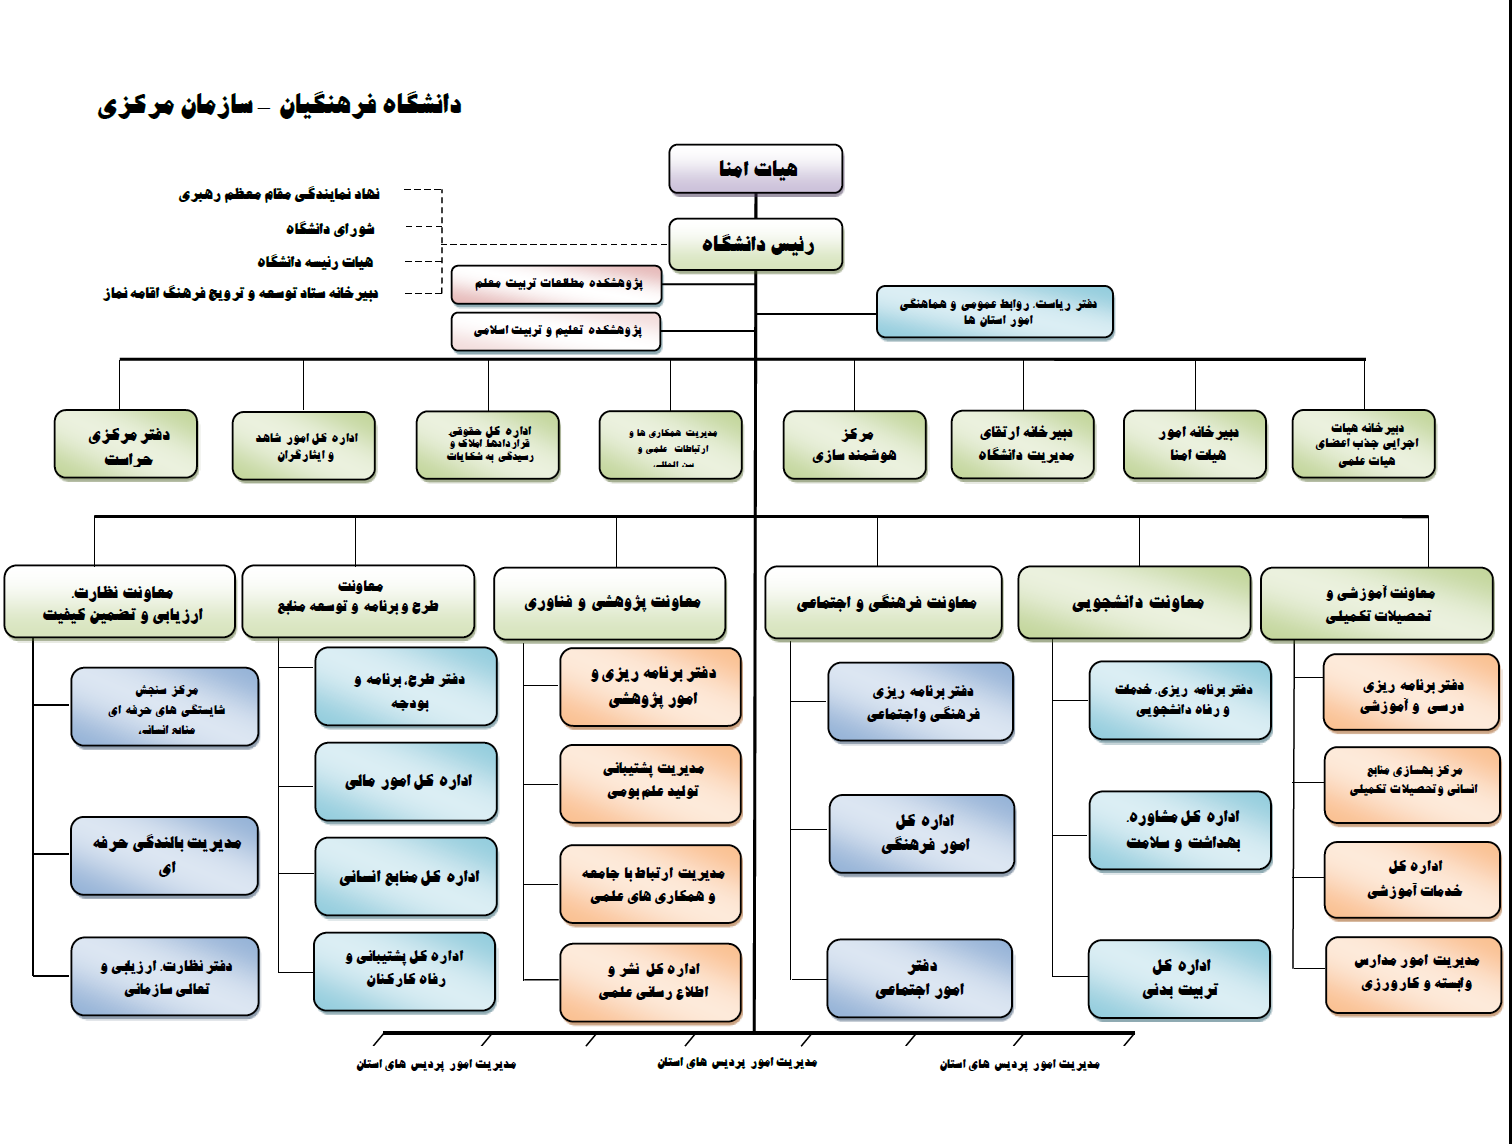 دانشگاه فرهنگیان – سازمان مرکزی
هیات امنا
رئیس دانشگاه
نهاد نمایندگی مقام معظم رهبری
شورای دانشگاه
هیات رئیسه دانشگاه
دبیرخانه ستاد توسعه و ترویج فرهنگ اقامه نماز
پژوهشکده مطالعات تربیت معلم
پژوهشکده تعلیم و تربیت اسلامی
دفتر ریاست، روابط عمومی و هماهنگی
امور استان ها
دبیرخانه هیات
اجرایی جذب اعضای
هیات علمی
دبیرخانه امور
هیات امنا
دبیرخانه ارتقای
مدیریت دانشگاه
مرکز
هوشمند سازی
مدیریت همکاری ها و
ارتباطات علمی و
بین المللی
اداره کل حقوقی،
قراردادها، املاک و
رسیدگی به شکایات
اداره کل امور شاهد
و ایثارگران
دفتر مرکزی
حراست
معاونت آموزشی و
تحصیلات تکمیلی
معاونت دانشجویی
معاونت فرهنگی و اجتماعی
معاونت پژوهشی و فناوری
معاونت
طرح و برنامه و توسعه منابع
معاونت نظارت،
ارزیابی و تضمین کیفیت
دفتر برنامه ریزی
درسی و آموزشی
مرکز بهسازی منابع
انسانی و تحصیلات تکمیلی
اداره کل
خدمات آموزشی
مدیریت امور مدارس
وابسته و کارورزی
دفتر برنامه ریزی، خدمات
و رفاه دانشجویی
اداره کل مشاوره،
بهداشت و سلامت
اداره کل
تربیت بدنی
دفتر برنامه ریزی
فرهنگی و اجتماعی
اداره کل
امور فرهنگی
دفتر
امور اجتماعی
دفتر برنامه ریزی و
امور پژوهشی
مدیریت پشتیبانی
تولید علم بومی
مدیریت ارتباط با جامعه
و همکاری های علمی
اداره کل نشر و
اطلاع رسانی علمی
دفتر طرح، برنامه و
بودجه
اداره کل امور مالی
اداره کل منابع انسانی
اداره کل پشتیبانی و
رفاه کارکنان
مرکز سنجش
شایستگی های حرفه ای
منابع انسانی
مدیریت بالندگی حرفه
ای
دفتر نظارت، ارزیابی و
تعالی سازمانی
مدیریت امور پردیس های استان
مدیریت امور پردیس های استان
مدیریت امور پردیس های استان